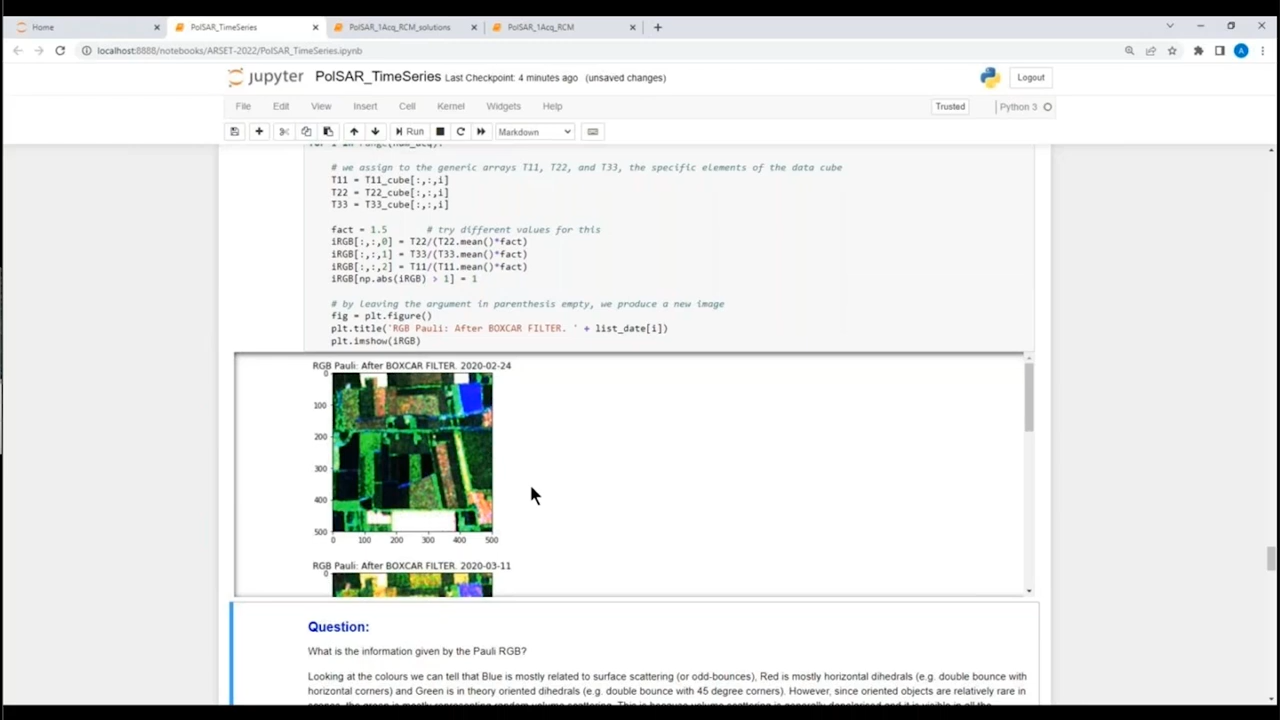 Home
PolSAR_TimeSeries
PolSAR_1Acq_RCM_solutions
PolSAR_1Acq_RCM
localhost:8888/notebooks/ARSET-2022/PolSAR_TimeSeries.ipynb
A
jupyter PolSAR_TimeSeries Last Checkpoint: 4 minutes ago (unsaved changes)
Logout
File Edit View Insert Cell Kernel Widgets Help
Trusted
Python 3
Run
Markdown
# we assign to the generic arrays T11, T22, and T33, the specific elements of the data cube
T11 = T11_cube[:,:,i]
T22 = T22_cube[:,:,i]
T33 = T33_cube[:,:,i]
fact = 1.5 # try different values for this
iRGB[:,:,0] = T22/(T22.mean()*fact)
iRGB[:,:,1] = T33/(T33.mean()*fact)
iRGB[:,:,2] = T11/(T11.mean()*fact)
iRGB[np.abs(iRGB) > 1] = 1
# by leaving the argument in parenthesis empty, we produce a new image
fig = plt.figure()
plt.title('RGB Pauli: After BOXCAR FILTER. ' + list_date[i])
plt.imshow(iRGB)
RGB Pauli: After BOXCAR FILTER. 2020-02-24
0
100
200
300
400
500
0 100 200 300 400 500
RGB Pauli: After BOXCAR FILTER. 2020-03-11
0
Question:
What is the information given by the Pauli RGB?
Looking at the colours we can tell that Blue is mostly related to surface scattering (or odd-bounces), Red is mostly horizontal dihedrals (e.g. double bounce with
horizontal corners) and Green is in theory oriented dihedrals (e.g. double bounce with 45 degree corners). However, since oriented objects are relatively rare in